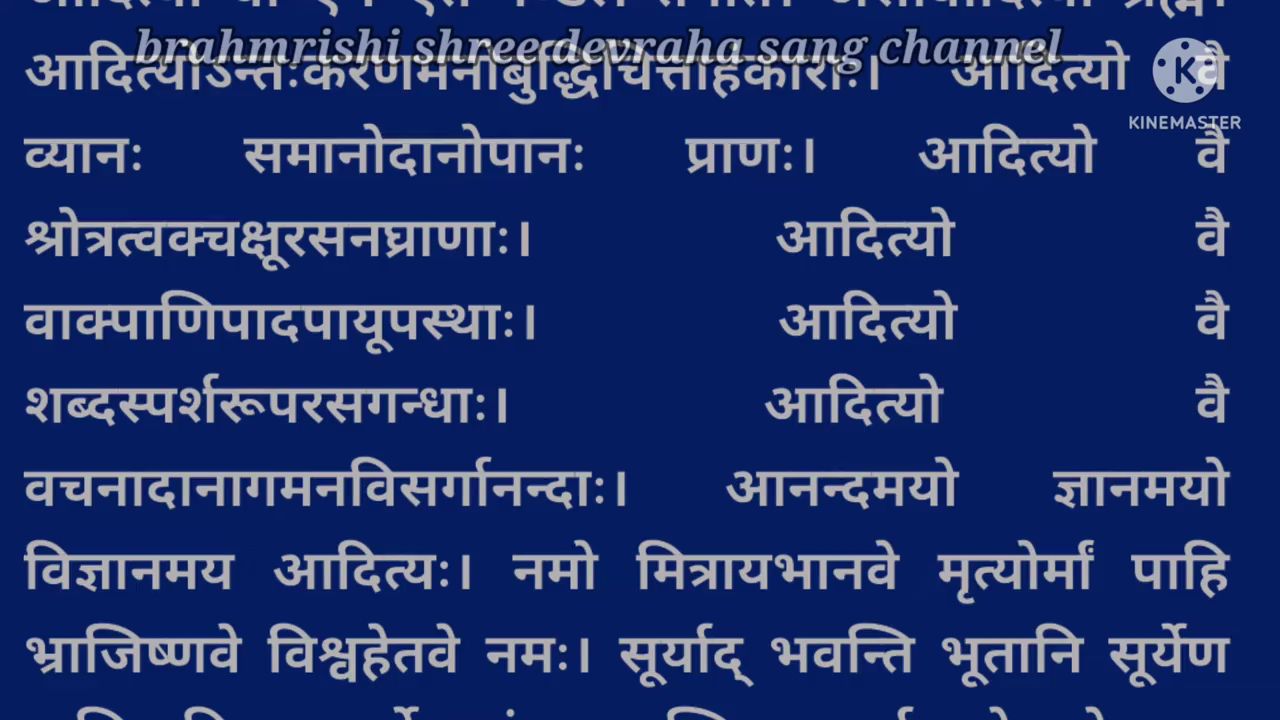 brahmrishi shree devraha sang channel
आदित्योऽन्तःकरणमनोबुद्धिचित्ताहंकाराः। आदित्यो वै
KINEMASTER
व्यानः समानोदानोपानः प्राणः। आदित्यो वै
श्रोत्रत्वक्चक्षूरसनघ्राणाः। आदित्यो वै
वाक्पाणिपादपायूपस्थाः। आदित्यो वै
शब्दस्पर्शरूपरसगन्धाः। आदित्यो वै
वचनादानागमनविसर्गानन्दाः। आनन्दमयो ज्ञानमयो
विज्ञानमय आदित्यः। नमो मित्रायभानवे मृत्योर्मां पाहि
भ्राजिष्णवे विश्वहेतवे नमः। सूर्याद् भवन्ति भूतानि सूर्येण